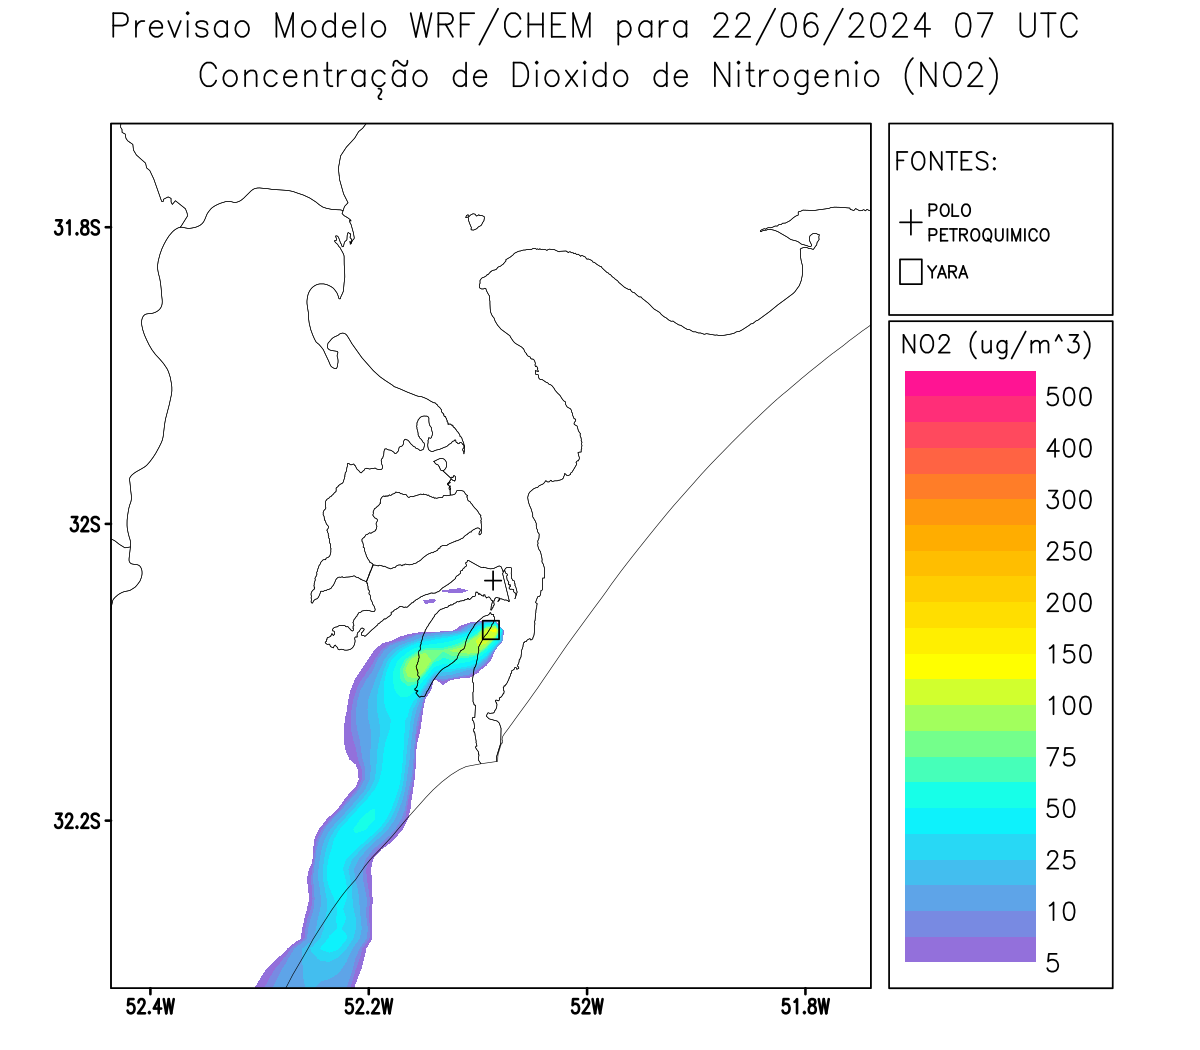 Previsao Modelo WRF/CHEM para 22/06/2024 07 UTC
Concentração de Dioxido de Nitrogenio (NO2)
FONTES:
POLO
PETROQUIMICO
YARA
NO2 (ug/m^3)
500
400
300
250
200
150
100
75
50
25
10
5
31.8S
32S
32.2S
52.4W
52.2W
52W
51.8W